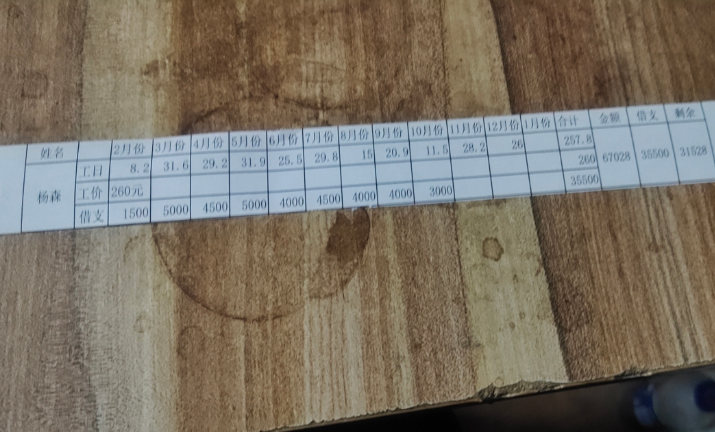 姓名 2月份 3月份 4月份 5月份 6月份 7月份 8月份 9月份 10月份 11月份 12月份 1月份 合计 金额 借支 剩余
杨森 工日 8.2 31.6 29.2 31.9 25.5 29.8 15 20.9 11.5 28.2 26 257.8 67028 35500 31528
工价 260元 260
借支 1500 5000 4500 5000 4000 4500 4000 4000 3000 35500